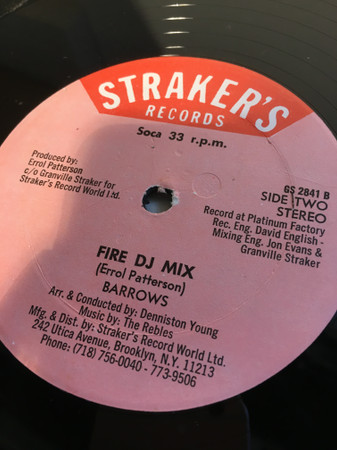 STRAKER'S
RECORDS
Soca 33 r.p.m.
Produced by:
Errol Patterson
c/o Granville Straker for
Straker's Record World Ltd.
GS 2841 B
SIDE TWO
STEREO
Record at Platinum Factory
Rec. Eng. David English -
Mixing Eng. Jon Evans &
Granville Straker
FIRE DJ MIX
(Errol Patterson)
BARROWS
Arr. & Conducted by: Denniston Young
Music by: The Rebles
Mfg. & Dist. by: Straker's Record World Ltd.
242 Utica Avenue, Brooklyn, N.Y. 11213
Phone: (718) 756-0040 - 773-9506